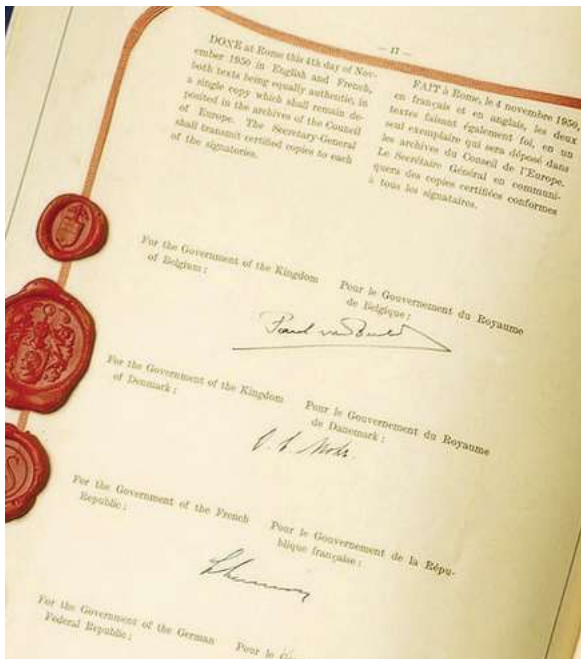 — 17 —
DONE at Rome this 4th day of Nov-
ember 1950 in English and French,
both texts being equally authentic, in
a single copy which shall remain de-
posited in the archives of the Council
of Europe. The Secretary-General
shall transmit certified copies to each
of the signatories.
FAIT à Rome, le 4 novembre 1950,
en français et en anglais, les deux
textes faisant également foi, en un
seul exemplaire qui sera déposé dans
les archives du Conseil de l'Europe.
Le Secrétaire Général en communi-
quera des copies certifiées conformes
à tous les signataires.
For the Government of the Kingdom
of Belgium:
Pour le Gouvernement du Royaume
de Belgique:
For the Government of the Kingdom
of Denmark:
Pour le Gouvernement du Royaume
de Danemark:
For the Government of the French
Republic:
Pour le Gouvernement de la Répu-
blique française:
For the Government of the German
Federal Republic:
Pour le